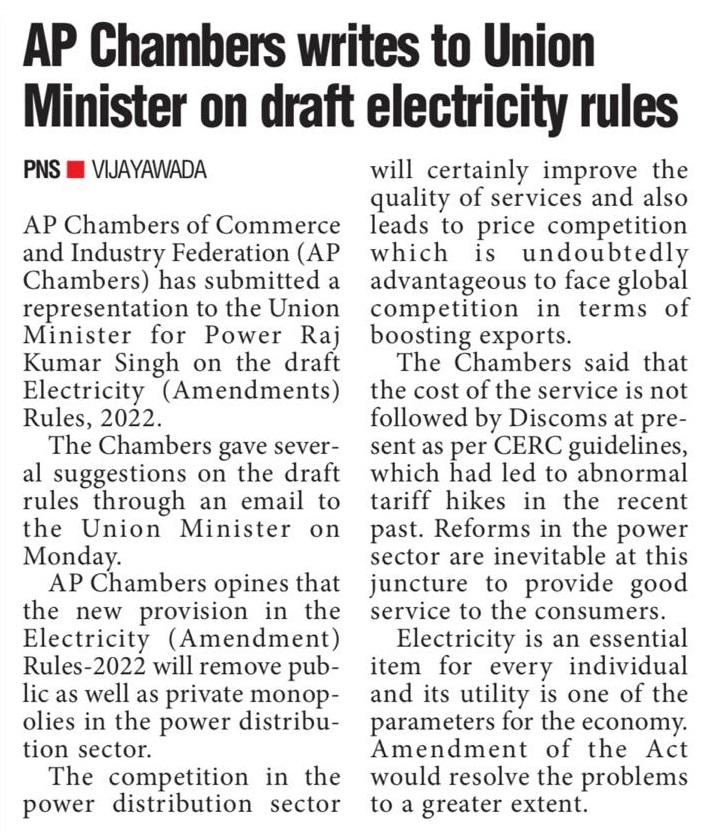 AP Chambers writes to Union
Minister on draft electricity rules
PNS ■ VIJAYAWADA
AP Chambers of Commerce
and Industry Federation (AP
Chambers) has submitted a
representation to the Union
Minister for Power Raj
Kumar Singh on the draft
Electricity (Amendments)
Rules, 2022.
The Chambers gave sever-
al suggestions on the draft
rules through an email to
the Union Minister on
Monday.
AP Chambers opines that
the new provision in the
Electricity (Amendment)
Rules-2022 will remove pub-
lic as well as private monop-
olies in the power distribu-
tion sector.
The competition in the
power distribution sector
will certainly improve the
quality of services and also
leads to price competition
which is undoubtedly
advantageous to face global
competition in terms of
boosting exports.
The Chambers said that
the cost of the service is not
followed by Discoms at pre-
sent as per CERC guidelines,
which had led to abnormal
tariff hikes in the recent
past. Reforms in the power
sector are inevitable at this
juncture to provide good
service to the consumers.
Electricity is an essential
item for every individual
and its utility is one of the
parameters for the economy.
Amendment of the Act
would resolve the problems
to a greater extent.